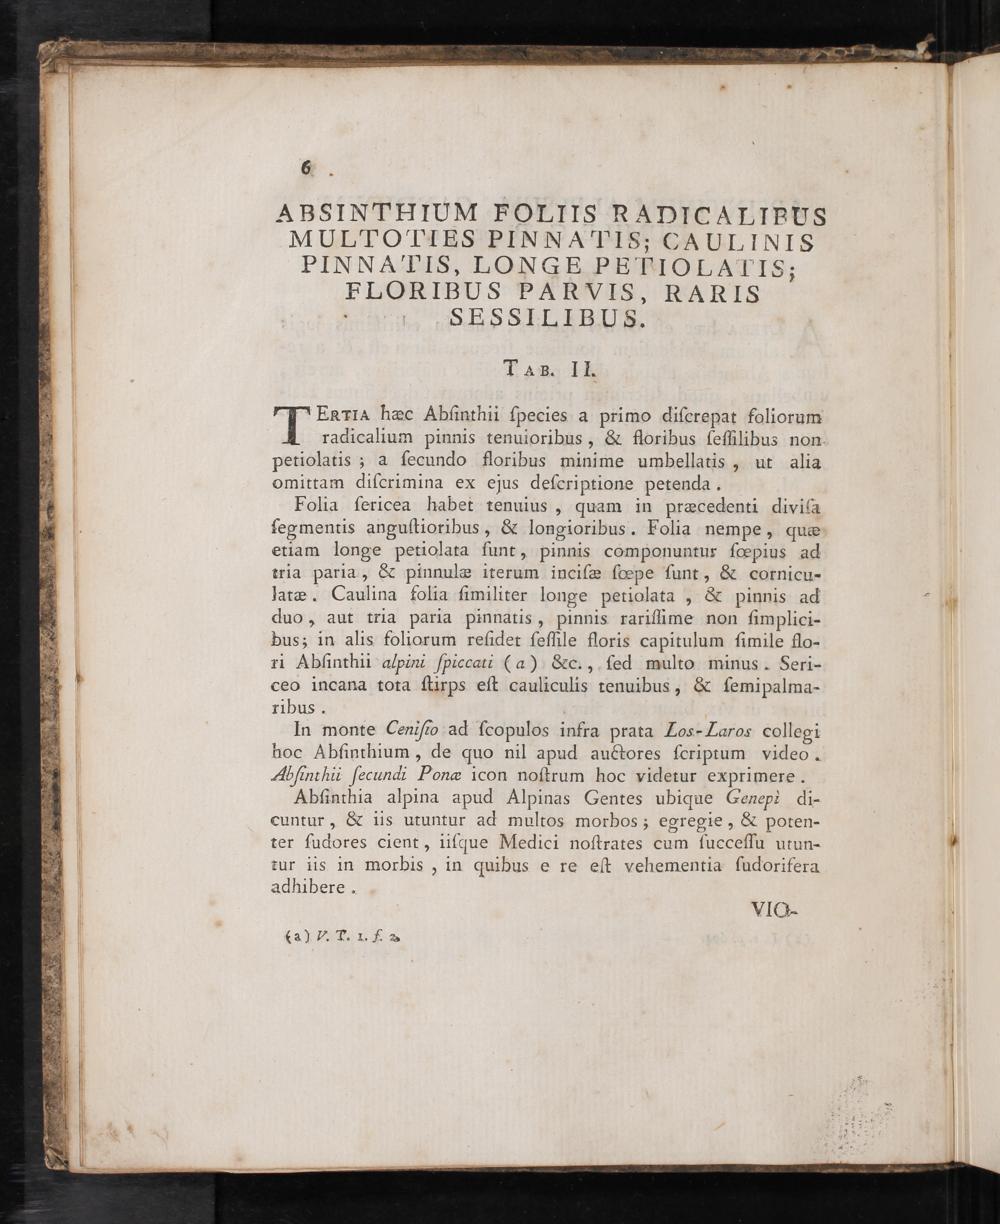 6
ABSINTHIUM FOLIIS RADICALIBUS
MULTOTIES PINNATIS; CAULINIS
PINNATIS, LONGE PETIOLATIS;
FLORIBUS PARVIS, RARIS
SESSILIBUS.
TAB. II.
TERTIA hæc Abſinthii ſpecies a primo diſcrepat foliorum
radicalium pinnis tenuioribus, & floribus ſeſſilibus non
petiolatis; a ſecundo floribus minime umbellatis, ut alia
omittam diſcrimina ex ejus deſcriptione petenda.
Folia ſericea habet tenuius, quam in præcedenti diviſa
ſegmentis anguſtioribus, & longioribus. Folia nempe, quæ
etiam longe petiolata ſunt, pinnis componuntur ſœpius ad
tria paria, & pinnulæ iterum inciſæ ſœpe ſunt, & cornicu-
latæ. Caulina folia ſimiliter longe petiolata, & pinnis ad
duo, aut tria paria pinnatis, pinnis rariſſime non ſimplici-
bus; in alis foliorum reſidet ſeſſile floris capitulum ſimile flo-
ri Abſinthii alpini ſpiccati (a) &c., ſed multo minus. Seri-
ceo incana tota ſtirps eſt cauliculis tenuibus, & ſemipalma-
ribus.
In monte Ceniſio ad ſcopulos infra prata Los-Laros collegi
hoc Abſinthium, de quo nil apud auctores ſcriptum video.
Abſinthii ſecundi Ponæ icon noſtrum hoc videtur exprimere.
Abſinthia alpina apud Alpinas Gentes ubique Genepì di-
cuntur, & iis utuntur ad multos morbos; egregie, & poten-
ter ſudores cient, iiſque Medici noſtrates cum ſucceſſu utun-
tur iis in morbis, in quibus e re eſt vehementia ſudorifera
adhibere.
VIO-
(a) V. T. 1. f. 2.